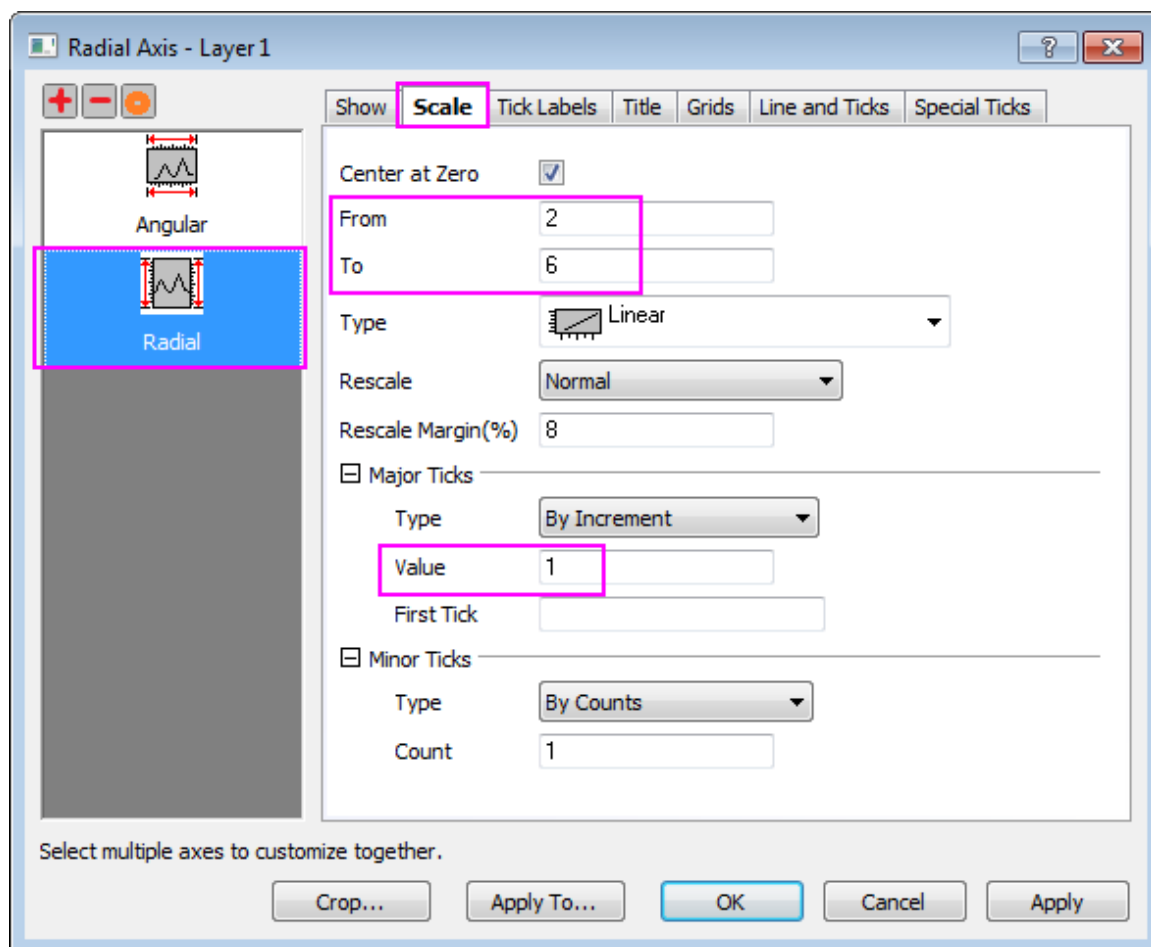 Radial Axis - Layer 1
Show Scale Tick Labels Title Grids Line and Ticks Special Ticks
Angular
Radial
Center at Zero
From 2
To 6
Type Linear
Rescale Normal
Rescale Margin(%) 8
Major Ticks
Type By Increment
Value 1
First Tick
Minor Ticks
Type By Counts
Count 1
Select multiple axes to customize together.
Crop... Apply To... OK Cancel Apply